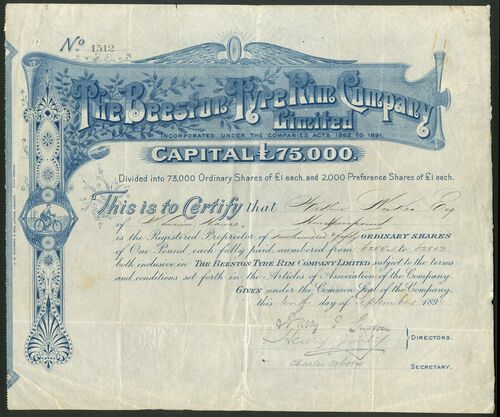 No 1512
The Beeston Tyre Rim Company
Limited
INCORPORATED UNDER THE COMPANIES ACTS 1862 TO 1891.
CAPITAL £75,000.
Divided into 73,000 Ordinary Shares of £1 each, and 2,000 Preference Shares of £1 each.
This is to Certify that
of
is the Registered Proprietor of ORDINARY SHARES
of One Pound each fully paid, numbered from to
both inclusive in THE BEESTON TYRE RIM COMPANY LIMITED subject to the terms
and conditions set forth in the Articles of Association of the Company.
GIVEN under the Common Seal of the Company,
this day of September 189
DIRECTORS.
Charles Osborn
SECRETARY.